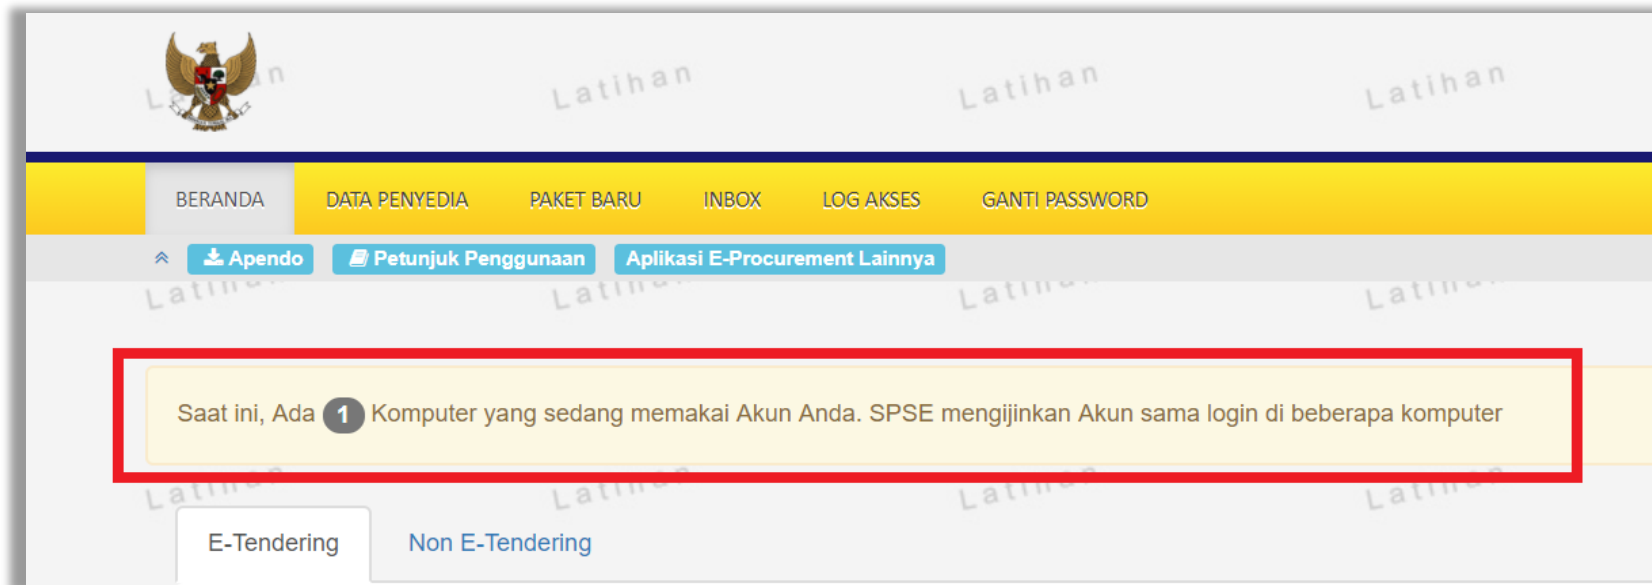 Latihan Latihan Latihan
BERANDA DATA PENYEDIA PAKET BARU INBOX LOG AKSES GANTI PASSWORD
Apendo Petunjuk Penggunaan Aplikasi E-Procurement Lainnya
Saat ini, Ada 1 Komputer yang sedang memakai Akun Anda. SPSE mengijinkan Akun sama login di beberapa komputer
E-Tendering Non E-Tendering